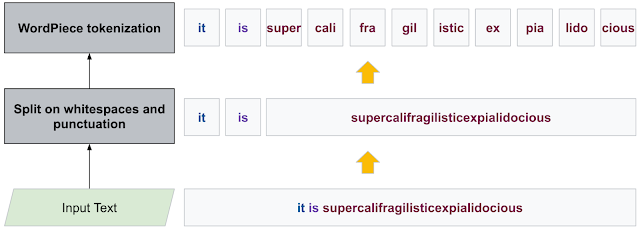 WordPiece tokenization
it is super cali fra gil istic ex pia lido cious
Split on whitespaces and
punctuation
it is supercalifragilisticexpialidocious
Input Text
it is supercalifragilisticexpialidocious